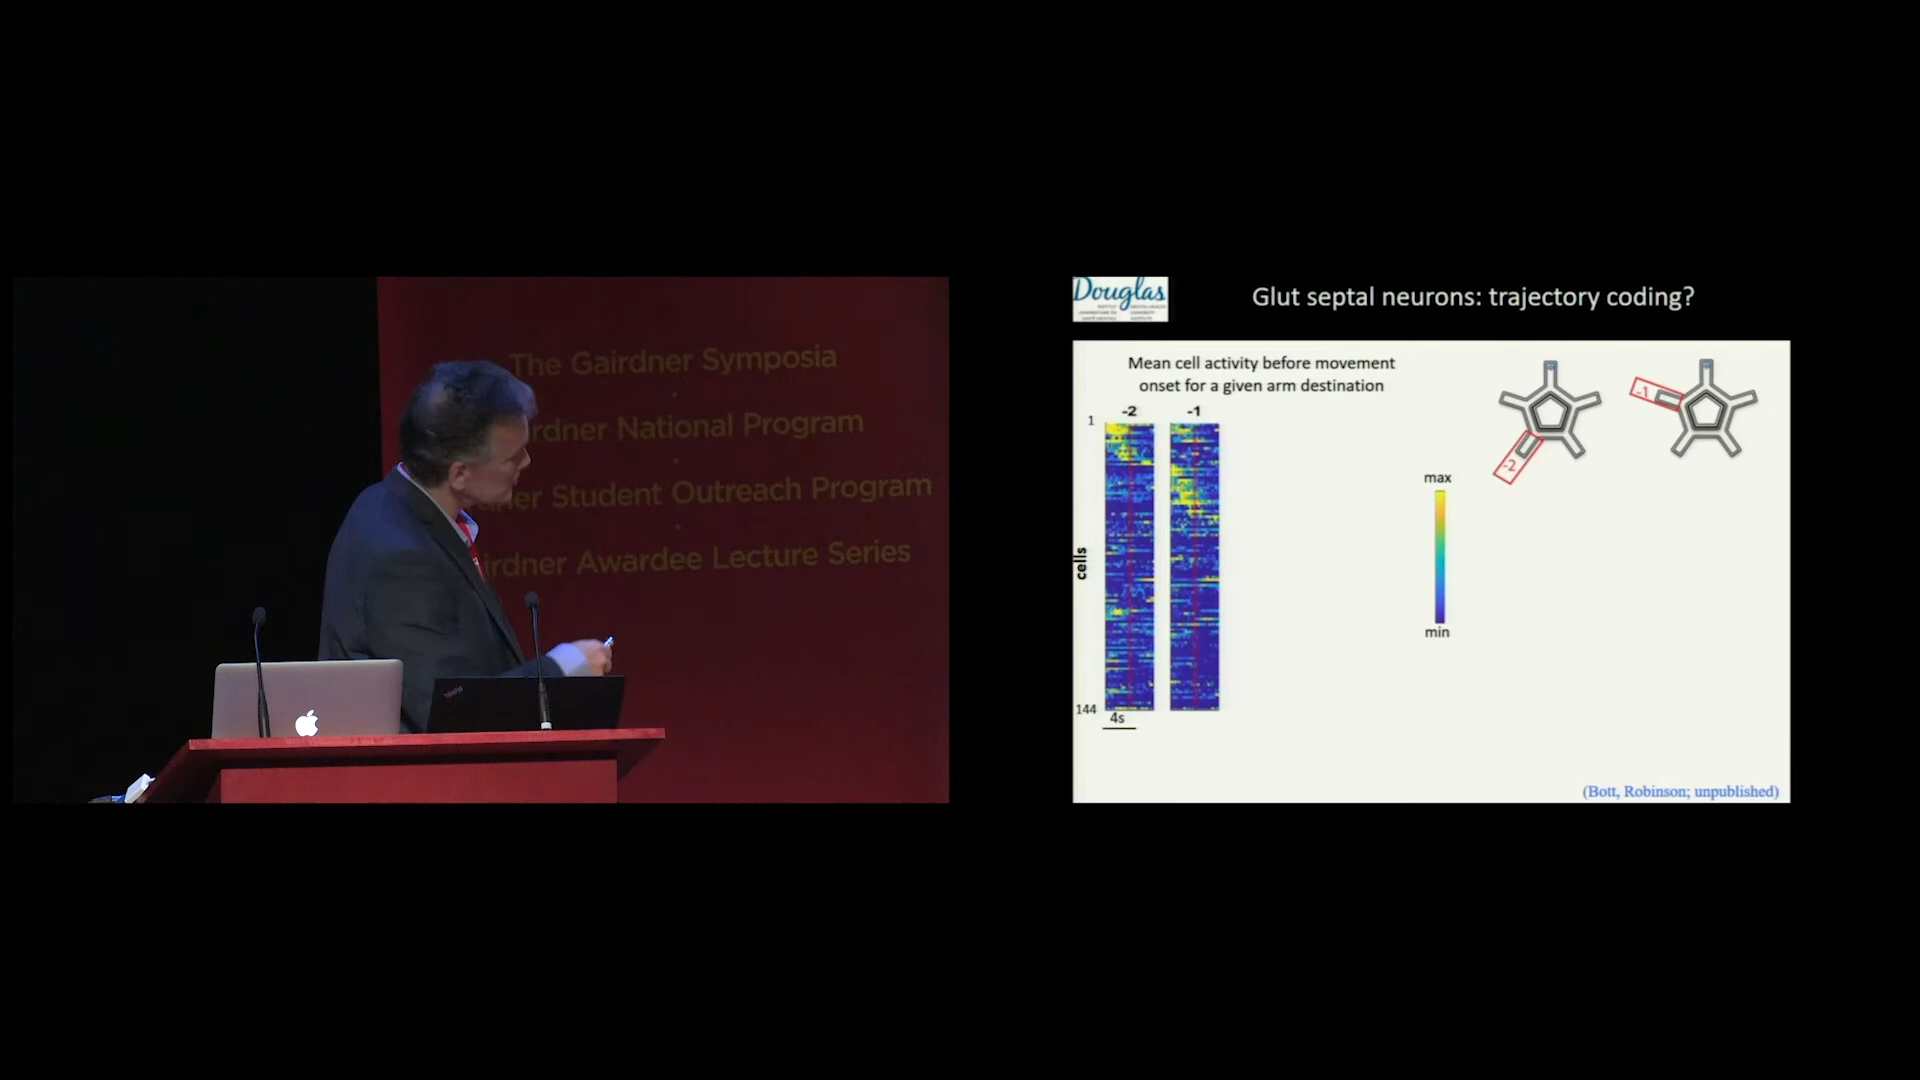 The Gairdner Symposia
rdner National Program
er Student Outreach Program
irdner Awardee Lecture Series
ThinkPad
Douglas
Glut septal neurons: trajectory coding?
Mean cell activity before movement
onset for a given arm destination
-2 -1
1
cells
144
4s
max
min
-2
-1
(Bott, Robinson; unpublished)